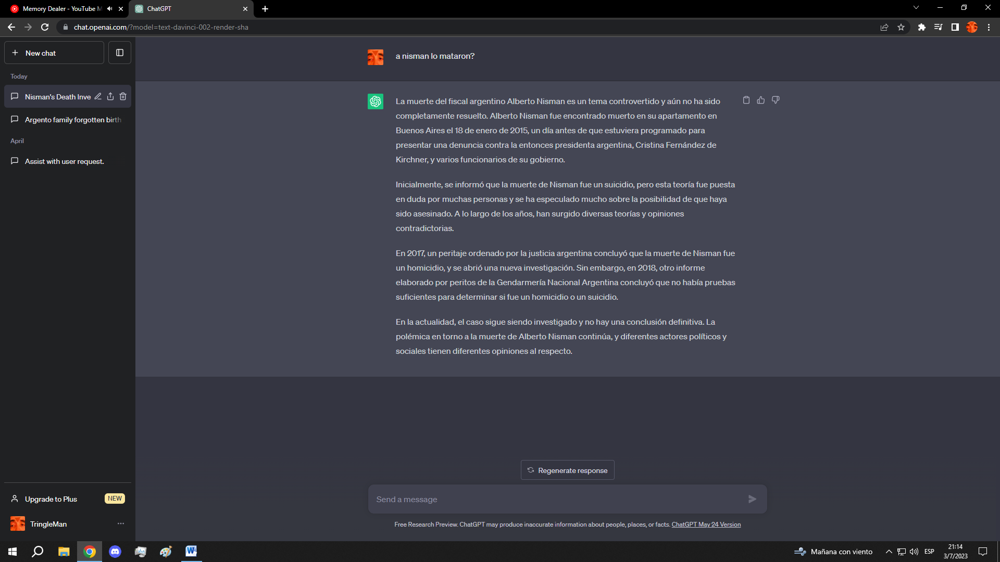 Memory Dealer - YouTube M
ChatGPT
chat.openai.com/?model=text-davinci-002-render-sha
New chat
Today
Nisman's Death Inve
Argento family forgotten birth
April
Assist with user request.
Upgrade to Plus
NEW
TringleMan
a nisman lo mataron?
La muerte del fiscal argentino Alberto Nisman es un tema controvertido y aún no ha sido
completamente resuelto. Alberto Nisman fue encontrado muerto en su apartamento en
Buenos Aires el 18 de enero de 2015, un día antes de que estuviera programado para
presentar una denuncia contra la entonces presidenta argentina, Cristina Fernández de
Kirchner, y varios funcionarios de su gobierno.
Inicialmente, se informó que la muerte de Nisman fue un suicidio, pero esta teoría fue puesta
en duda por muchas personas y se ha especulado mucho sobre la posibilidad de que haya
sido asesinado. A lo largo de los años, han surgido diversas teorías y opiniones
contradictorias.
En 2017, un peritaje ordenado por la justicia argentina concluyó que la muerte de Nisman fue
un homicidio, y se abrió una nueva investigación. Sin embargo, en 2018, otro informe
elaborado por peritos de la Gendarmería Nacional Argentina concluyó que no había pruebas
suficientes para determinar si fue un homicidio o un suicidio.
En la actualidad, el caso sigue siendo investigado y no hay una conclusión definitiva. La
polémica en torno a la muerte de Alberto Nisman continúa, y diferentes actores políticos y
sociales tienen diferentes opiniones al respecto.
Regenerate response
Send a message
Free Research Preview. ChatGPT may produce inaccurate information about people, places, or facts. ChatGPT May 24 Version
Mañana con viento
ESP
21:14
3/7/2023